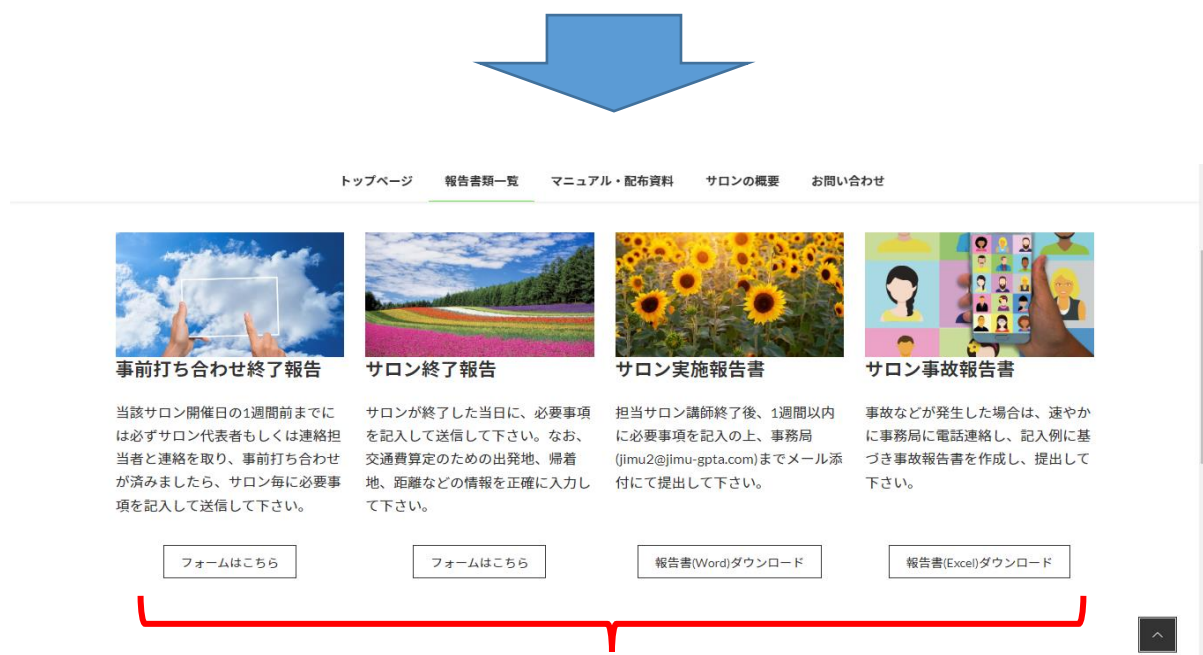 トップページ 報告書類一覧 マニュアル・配布資料 サロンの概要 お問い合わせ
事前打ち合わせ終了報告
当該サロン開催日の1週間前までに
は必ずサロン代表者もしくは連絡担
当者と連絡を取り、事前打ち合わせ
が済みましたら、サロン毎に必要事
項を記入して送信して下さい。
フォームはこちら
サロン終了報告
サロンが終了した当日に、必要事項
を記入して送信して下さい。なお、
交通費算定のための出発地、帰着
地、距離などの情報を正確に入力し
て下さい。
フォームはこちら
サロン実施報告書
担当サロン講師終了後、1週間以内
に必要事項を記入の上、事務局
(jimu2@jimu-gpta.com)までメール添
付にて提出して下さい。
報告書(Word)ダウンロード
サロン事故報告書
事故などが発生した場合は、速やか
に事務局に電話連絡し、記入例に基
づき事故報告書を作成し、提出して
下さい。
報告書(Excel)ダウンロード